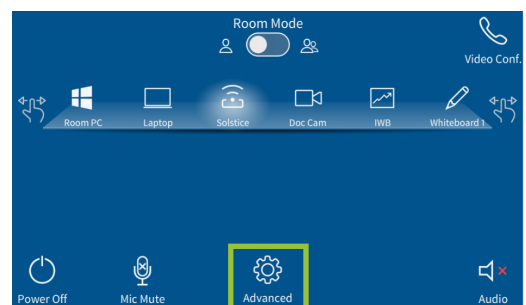 Room Mode
Video Conf.
Room PC
Laptop
Solstice
Doc Cam
IWB
Whiteboard 1
Power Off
Mic Mute
Advanced
Audio